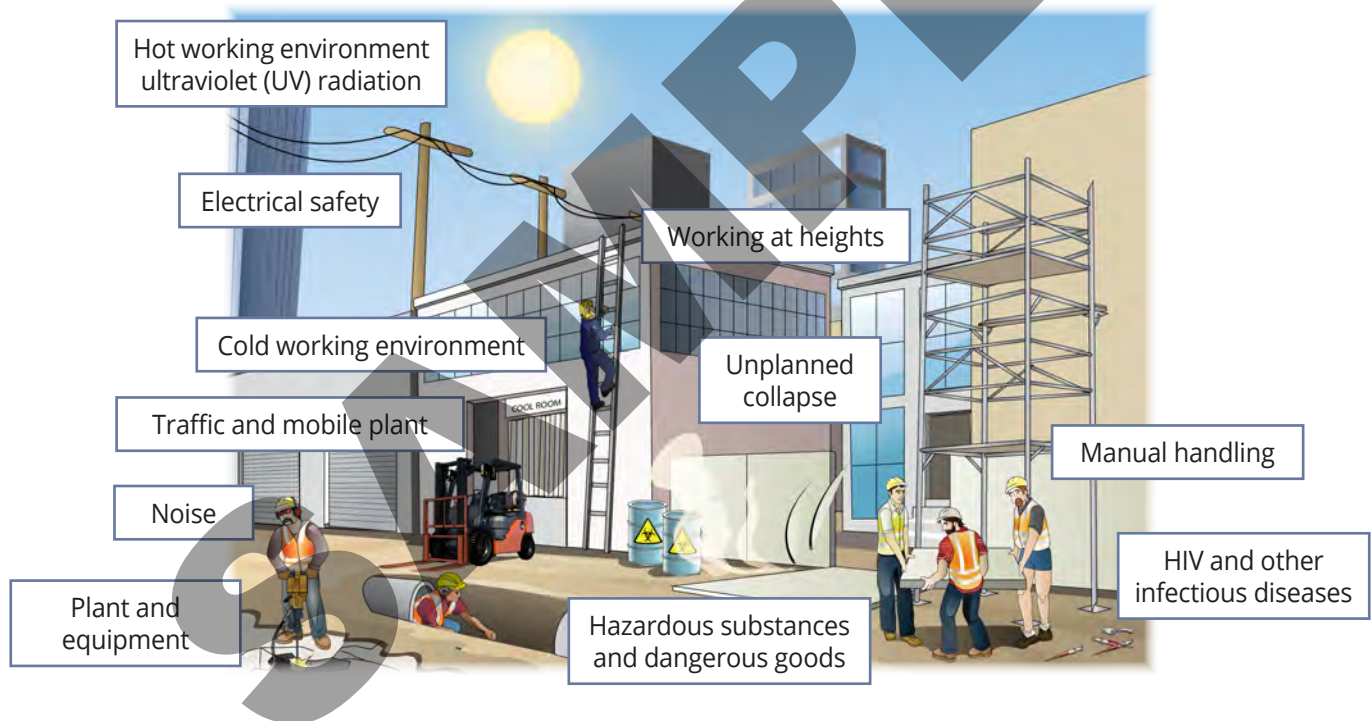 Hot working environment
ultraviolet (UV) radiation
Electrical safety
Working at heights
Cold working environment
Unplanned
collapse
COOL ROOM
Traffic and mobile plant
Manual handling
Noise
HIV and other
infectious diseases
Plant and
equipment
Hazardous substances
and dangerous goods
SAMPL